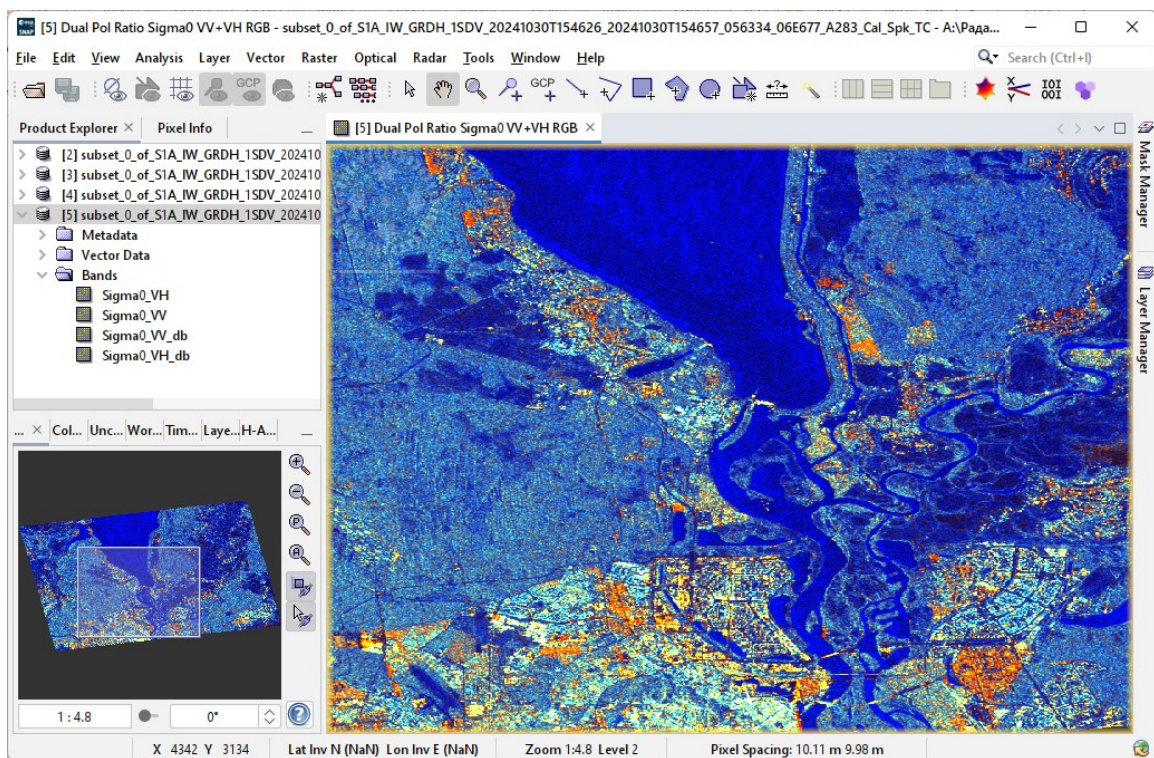 [5] Dual Pol Ratio Sigma0 VV+VH RGB - subset_0_of_S1A_IW_GRDH_1SDV_20241030T154626_20241030T154657_056334_06E677_A283_Cal_Spk_TC - A:\Рада...
File Edit View Analysis Layer Vector Raster Optical Radar Tools Window Help
Search (Ctrl+I)
GCP GCP
Product Explorer Pixel Info
[5] Dual Pol Ratio Sigma0 VV+VH RGB
[2] subset_0_of_S1A_IW_GRDH_1SDV_202410
[3] subset_0_of_S1A_IW_GRDH_1SDV_202410
[4] subset_0_of_S1A_IW_GRDH_1SDV_202410
[5] subset_0_of_S1A_IW_GRDH_1SDV_202410
Metadata
Vector Data
Bands
Sigma0_VH
Sigma0_VV
Sigma0_VV_db
Sigma0_VH_db
Mask Manager
Layer Manager
... Col... Unc... Wor... Tim... Laye... H-A...
1 : 4.8 0°
X 4342 Y 3134 Lat Inv N (NaN) Lon Inv E (NaN) Zoom 1:4.8 Level 2 Pixel Spacing: 10.11 m 9.98 m